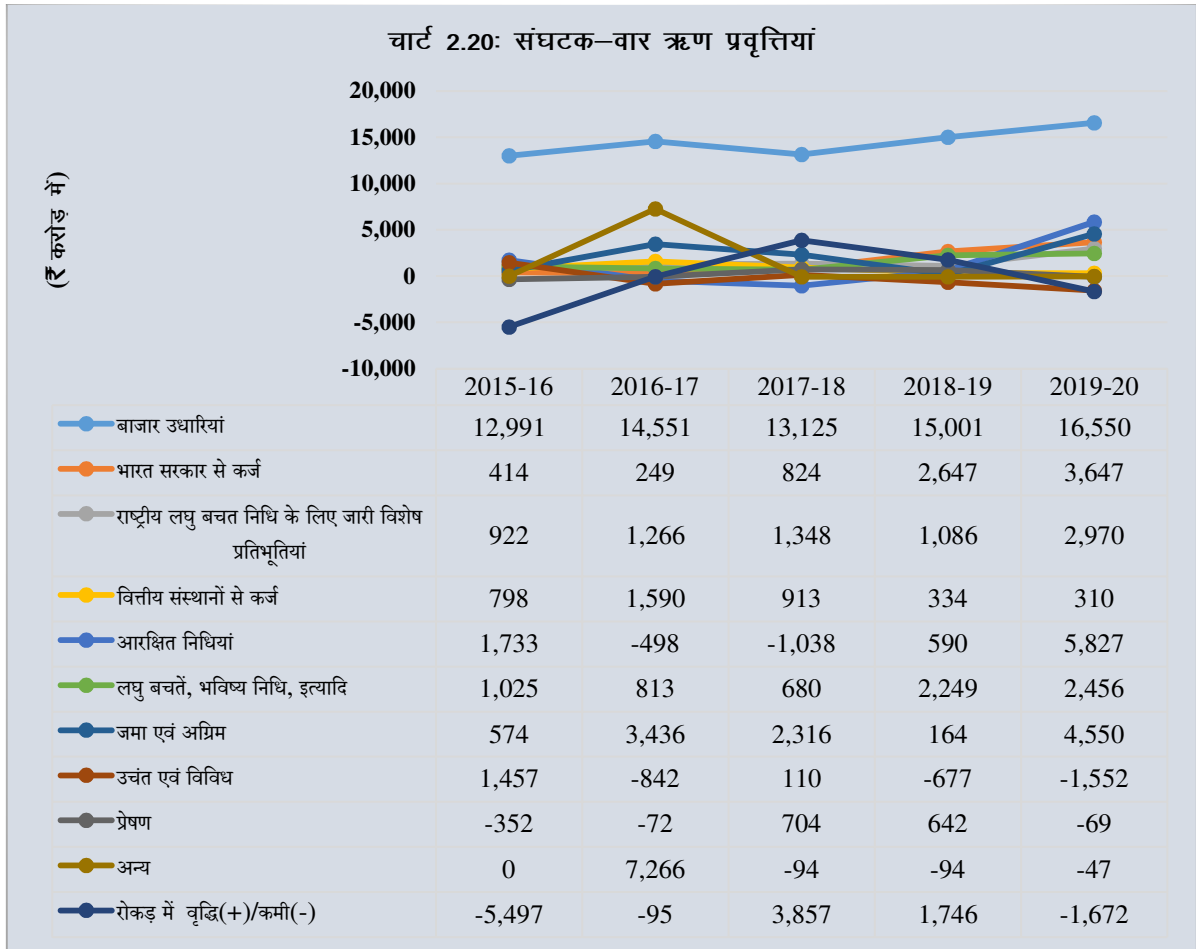 चार्ट 2.20: संघटक–वार ऋण प्रवृत्तियां
(₹ करोड़ में)
20,000
15,000
10,000
5,000
0
-5,000
-10,000
2015-16 2016-17 2017-18 2018-19 2019-20
बाजार उधारियां 12,991 14,551 13,125 15,001 16,550
भारत सरकार से कर्ज 414 249 824 2,647 3,647
राष्ट्रीय लघु बचत निधि के लिए जारी विशेष
प्रतिभूतियां 922 1,266 1,348 1,086 2,970
वित्तीय संस्थानों से कर्ज 798 1,590 913 334 310
आरक्षित निधियां 1,733 -498 -1,038 590 5,827
लघु बचतें, भविष्य निधि, इत्यादि 1,025 813 680 2,249 2,456
जमा एवं अग्रिम 574 3,436 2,316 164 4,550
उचंत एवं विविध 1,457 -842 110 -677 -1,552
प्रेषण -352 -72 704 642 -69
अन्य 0 7,266 -94 -94 -47
रोकड़ में वृद्धि(+)/कमी(-) -5,497 -95 3,857 1,746 -1,672